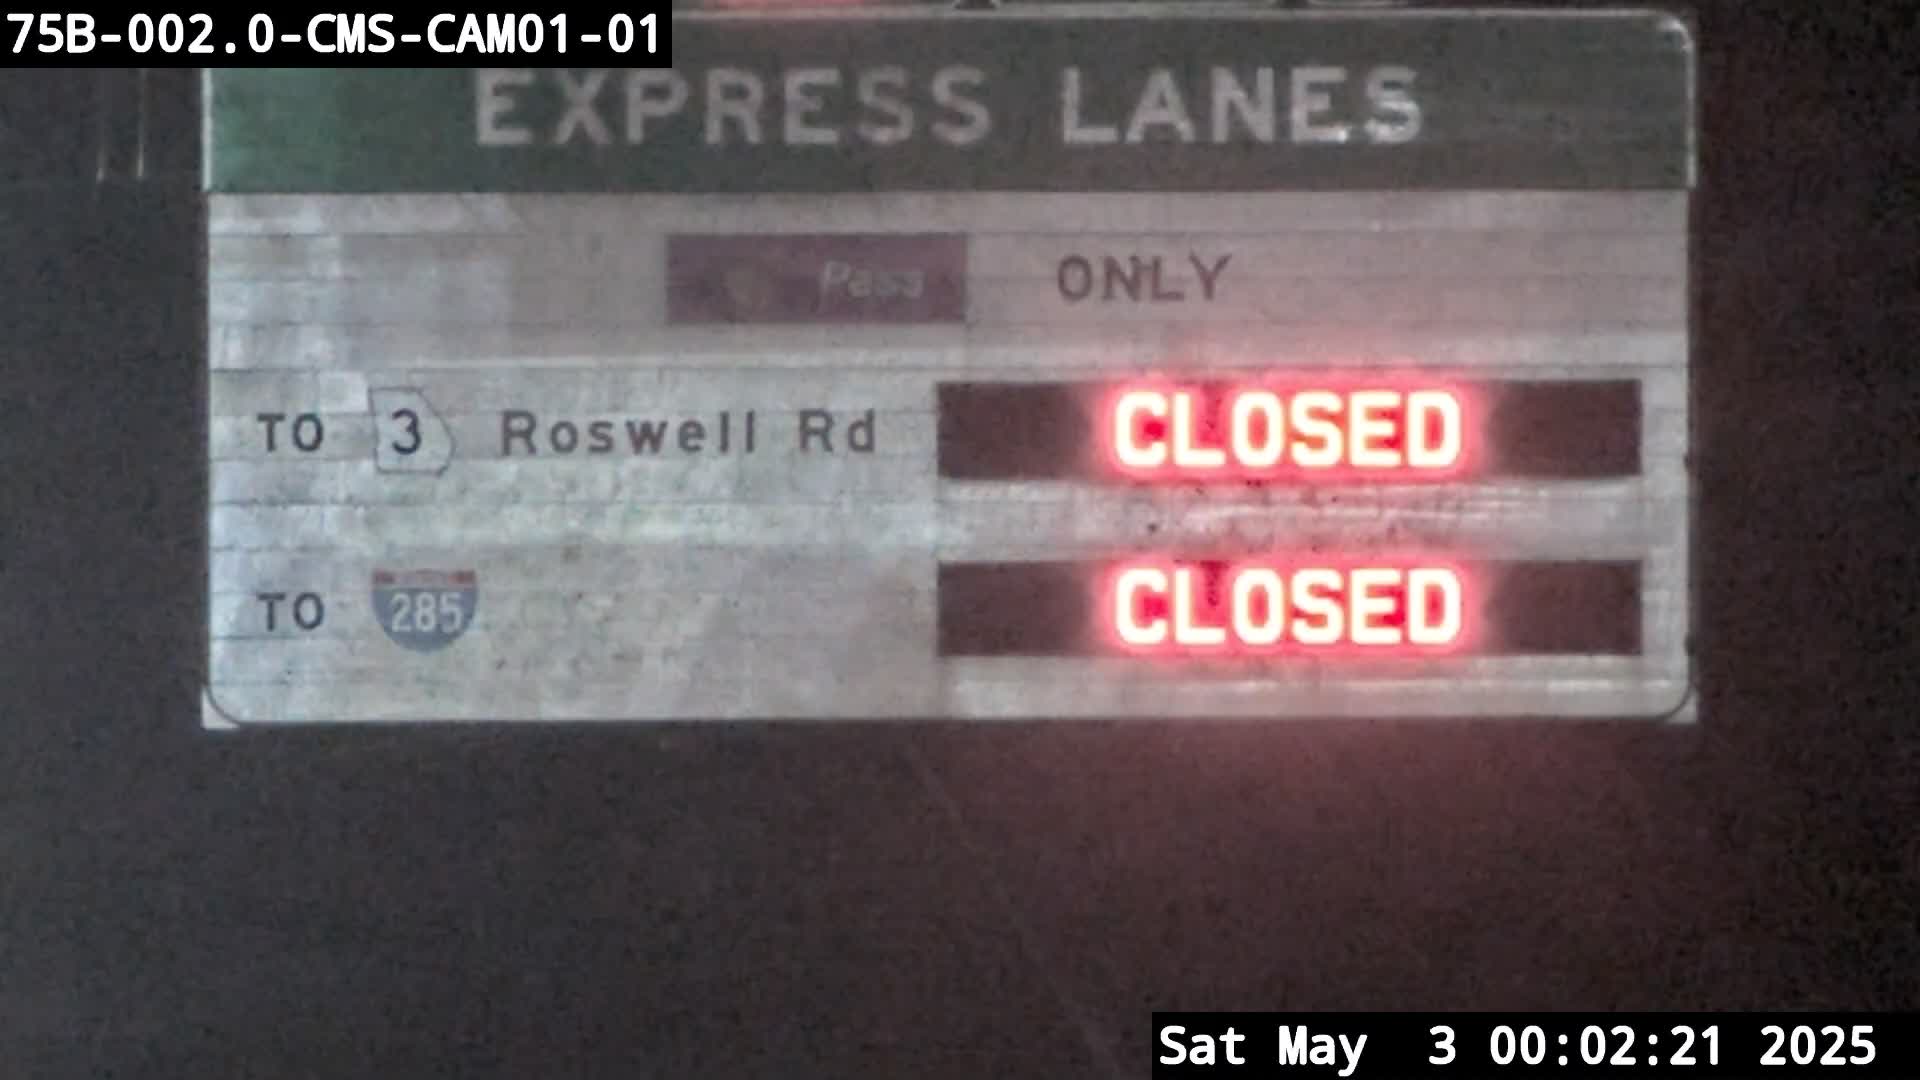 75B-002.0-CMS-CAM01-01
EXPRESS LANES
Pass ONLY
TO 3 Roswell Rd CLOSED
TO 285 CLOSED
Sat May 3 00:02:21 2025